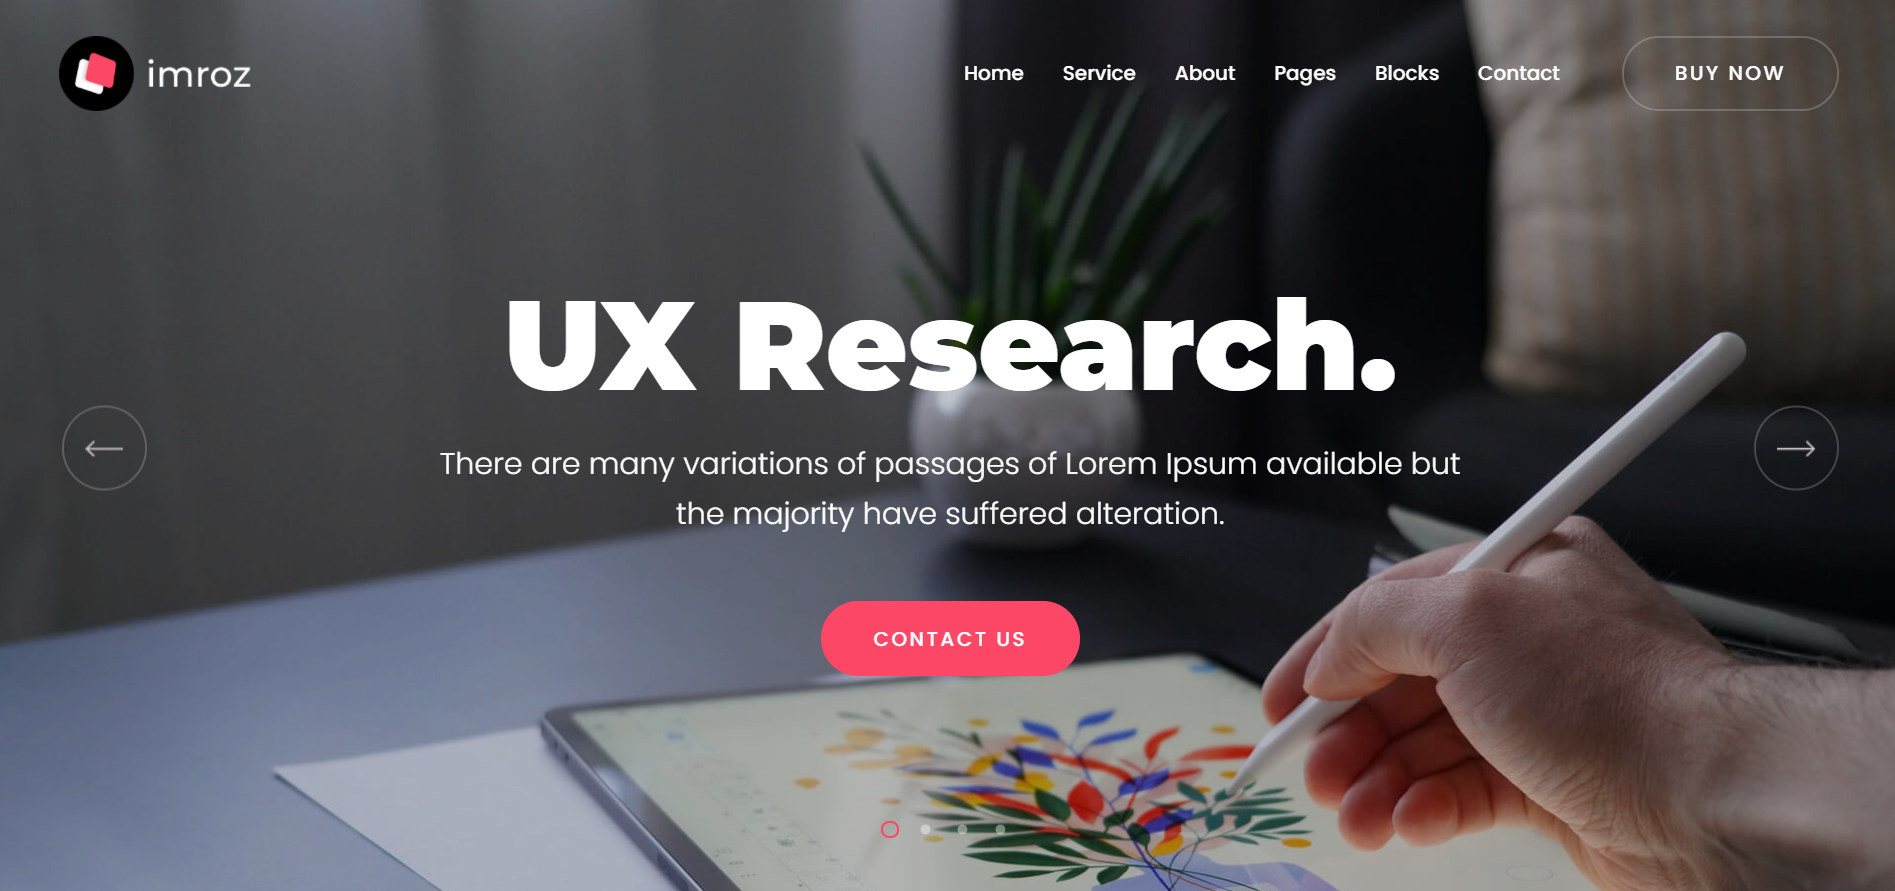 imroz
Home Service About Pages Blocks Contact BUY NOW
UX Research.
There are many variations of passages of Lorem Ipsum available but
the majority have suffered alteration.
CONTACT US